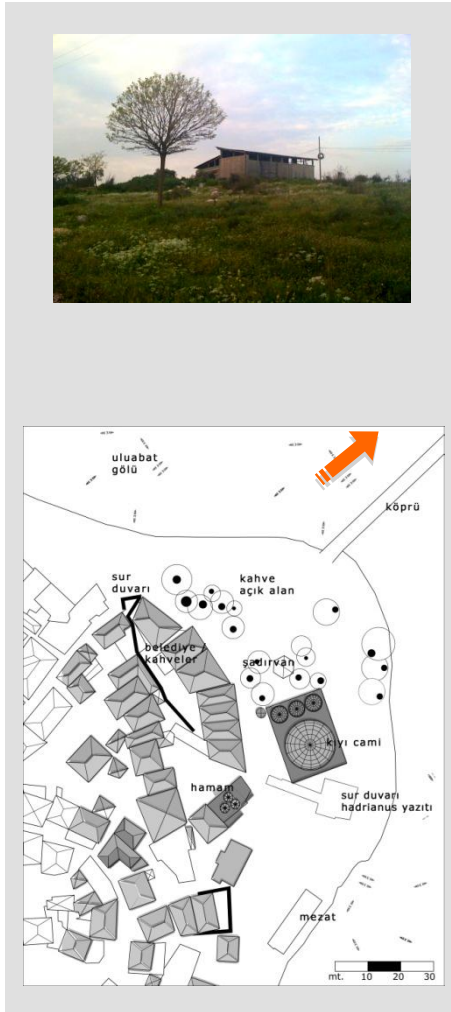 uluabat
gölü
köprü
sur
duvarı
kahve
açık alan
belediye /
kahveler
şadırvan
kıyı cami
hamam
sur duvarı
hadrianus yazıtı
mezat
mt. 10 20 30